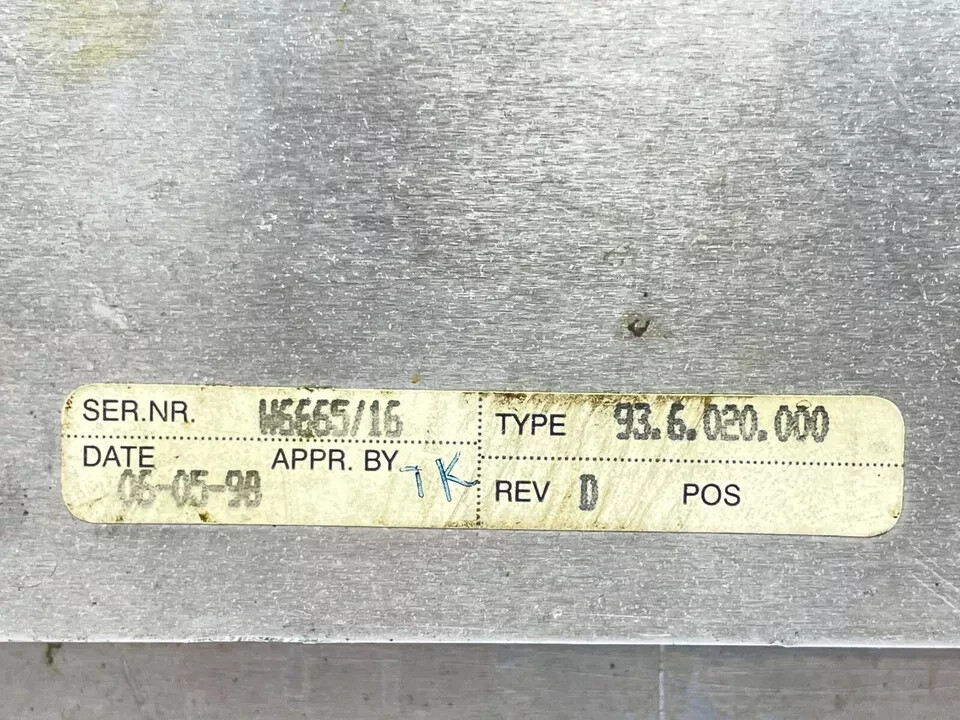 SER.NR. W6665/16
TYPE 93.6.020.000
DATE APPR. BY TK
06-05-98
REV D POS